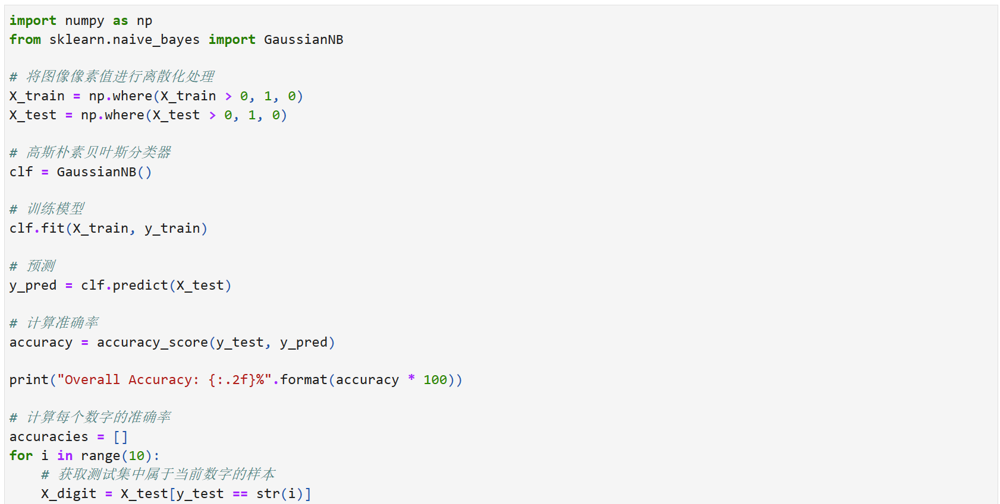 import numpy as np
from sklearn.naive_bayes import GaussianNB
# 将图像像素值进行离散化处理
X_train = np.where(X_train > 0, 1, 0)
X_test = np.where(X_test > 0, 1, 0)
# 高斯朴素贝叶斯分类器
clf = GaussianNB()
# 训练模型
clf.fit(X_train, y_train)
# 预测
y_pred = clf.predict(X_test)
# 计算准确率
accuracy = accuracy_score(y_test, y_pred)
print("Overall Accuracy: {:.2f}%".format(accuracy * 100))
# 计算每个数字的准确率
accuracies = []
for i in range(10):
    # 获取测试集中属于当前数字的样本
    X_digit = X_test[y_test == str(i)]